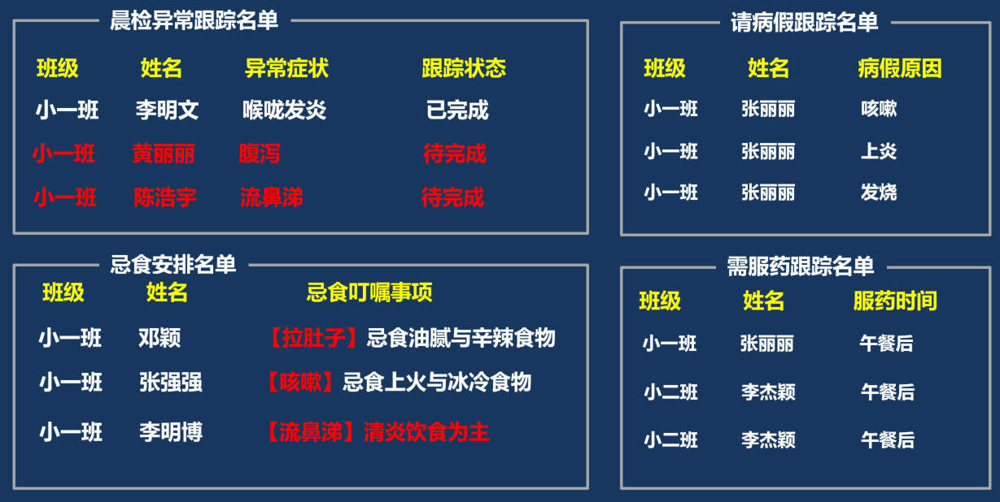 晨检异常跟踪名单
班级 姓名 异常症状 跟踪状态
小一班 李明文 喉咙发炎 已完成
小一班 黄丽丽 腹泻 待完成
小一班 陈浩宇 流鼻涕 待完成
请病假跟踪名单
班级 姓名 病假原因
小一班 张丽丽 咳嗽
小一班 张丽丽 上炎
小一班 张丽丽 发烧
忌食安排名单
班级 姓名 忌食叮嘱事项
小一班 邓颖 【拉肚子】忌食油腻与辛辣食物
小一班 张强强 【咳嗽】忌食上火与冰冷食物
小一班 李明博 【流鼻涕】清炎饮食为主
需服药跟踪名单
班级 姓名 服药时间
小一班 张丽丽 午餐后
小二班 李杰颖 午餐后
小二班 李杰颖 午餐后